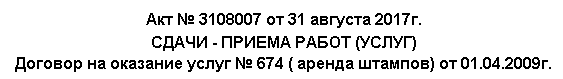 Акт № 3108007 от 31 августа 2017г.
СДАЧИ - ПРИЕМА РАБОТ (УСЛУГ)
Договор на оказание услуг № 674 ( аренда штампов) от 01.04.2009г.